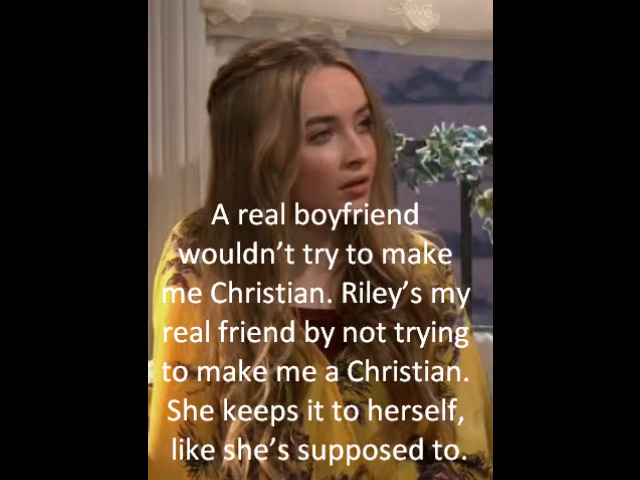 A real boyfriend
wouldn't try to make
me Christian. Riley's my
real friend by not trying
to make me a Christian.
She keeps it to herself,
like she's supposed to.